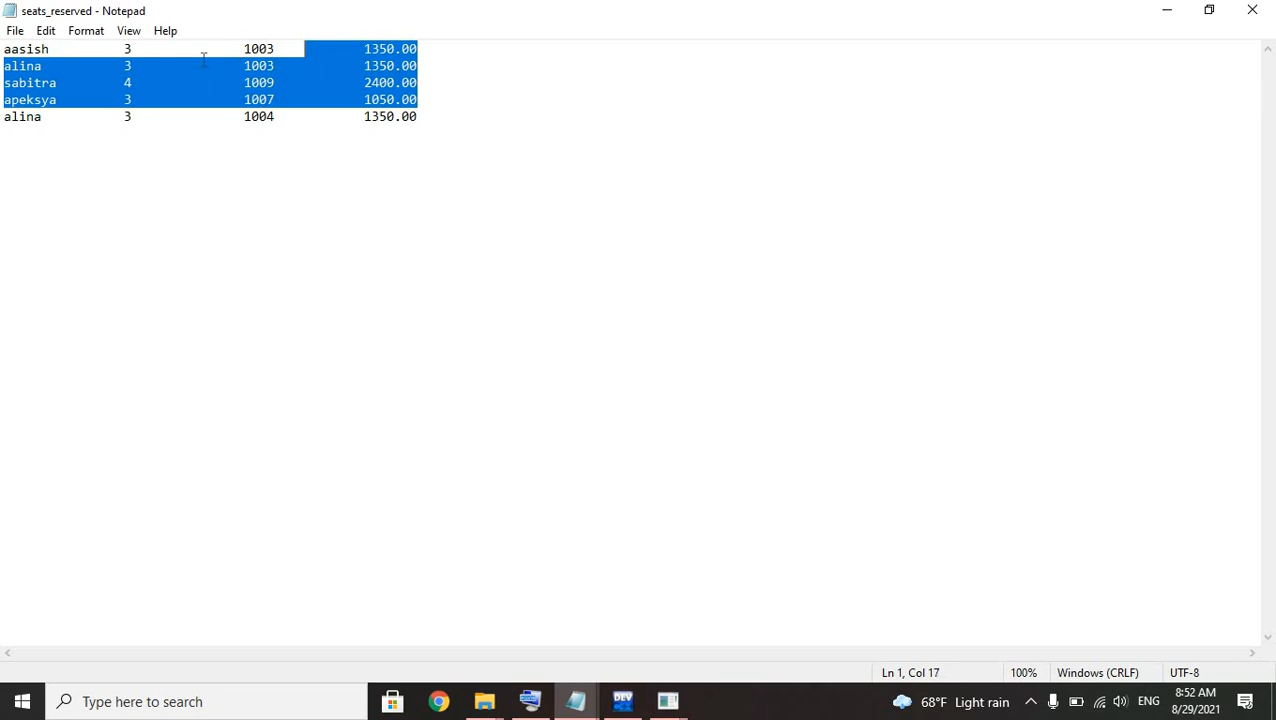 seats_reserved - Notepad
File Edit Format View Help
aasish 3 1003 1350.00
alina 3 1003 1350.00
sabitra 4 1009 2400.00
apeksya 3 1007 1050.00
alina 3 1004 1350.00
Ln 1, Col 17 100% Windows (CRLF) UTF-8
Type here to search DEV 68°F Light rain ENG 8:52 AM
8/29/2021